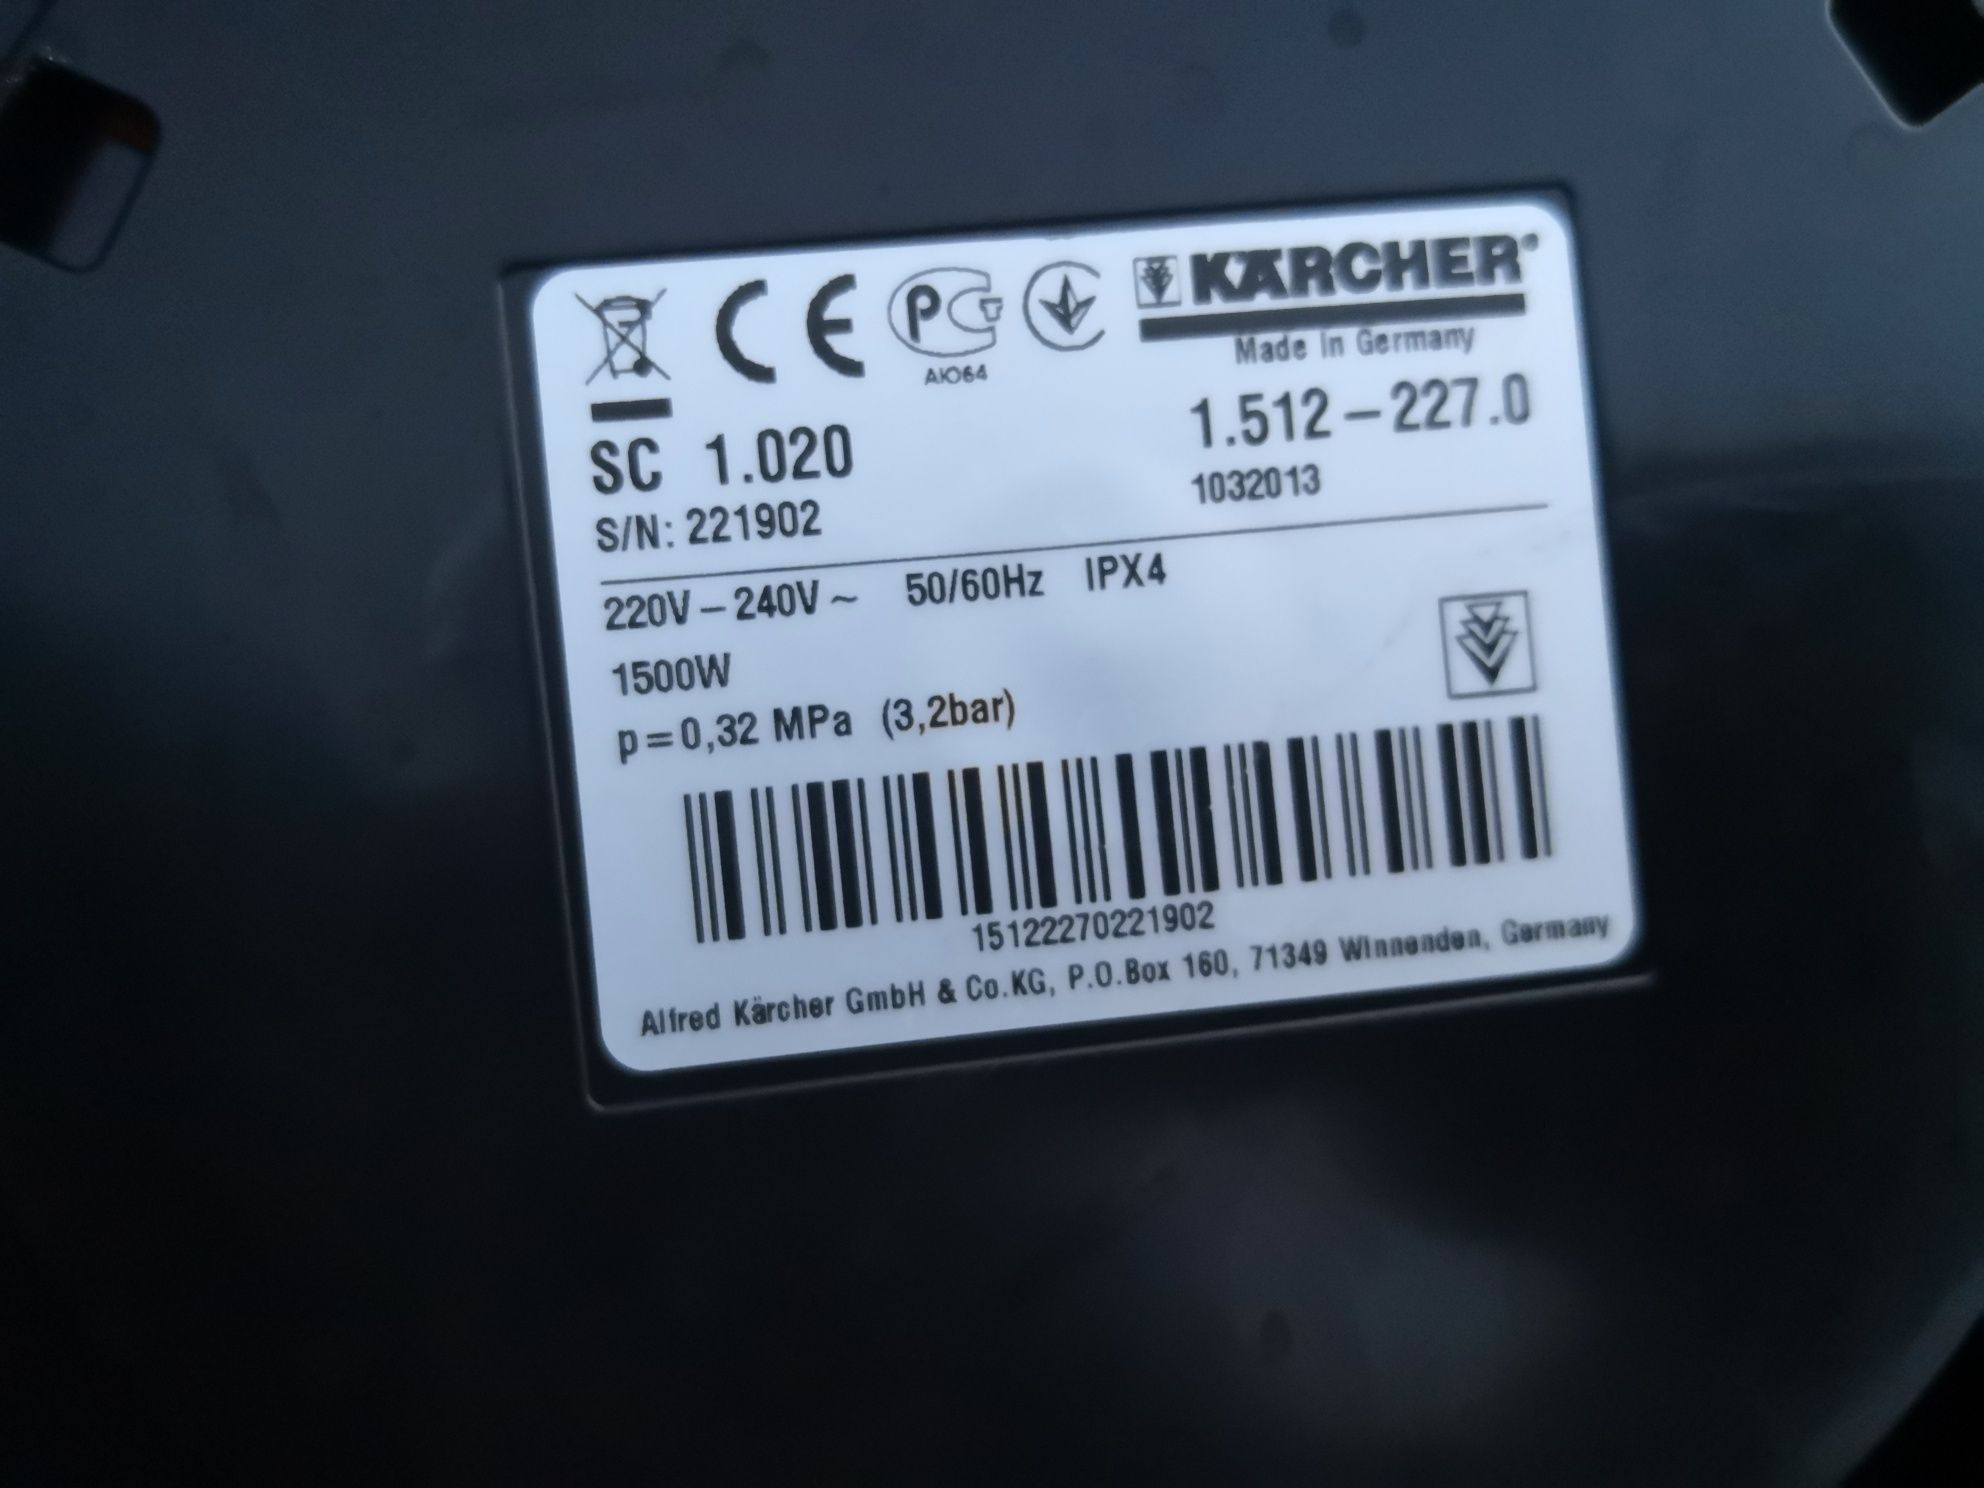 KÄRCHER
Made in Germany
АЮ64
SC 1.020
1.512-227.0
S/N: 221902
1032013
220V-240V~ 50/60Hz IPX4
1500W
p=0,32 MPa (3,2bar)
15122270221902
Alfred Kärcher GmbH & Co.KG, P.O.Box 160, 71349 Winnenden, Germany